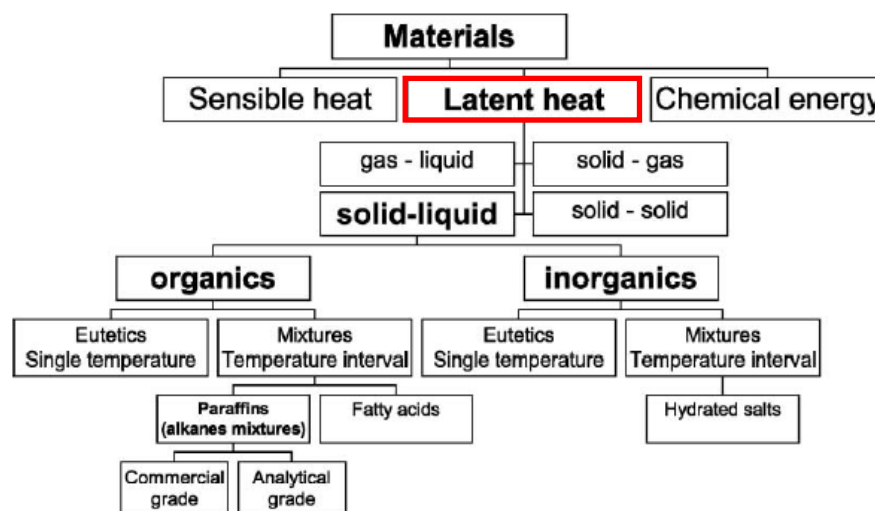 Materials
Sensible heat
Latent heat
Chemical energy
gas - liquid
solid - gas
solid-liquid
solid - solid
organics
inorganics
Eutetics
Single temperature
Mixtures
Temperature interval
Eutetics
Single temperature
Mixtures
Temperature interval
Paraffins
(alkanes mixtures)
Fatty acids
Hydrated salts
Commercial
grade
Analytical
grade